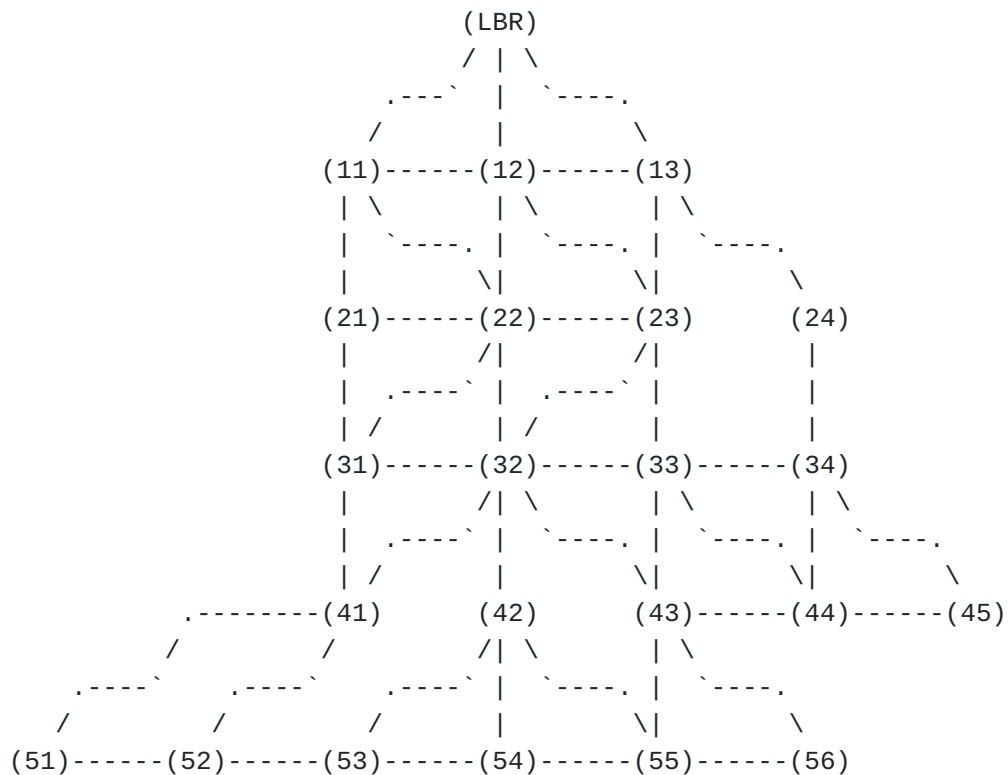 (LBR)
                             / | \
                        .---`  |  `----.
                       /       |        \
                    (11)------(12)------(13)
                     | \       | \       | \
                     |  `----. |  `----. |  `----.
                     |        \|        \|        \
                    (21)------(22)------(23)      (24)
                     |        /|        /|         |
                     |  .----` |  .----` |         |
                     | /       | /       |         |
                    (31)------(32)------(33)------(34)
                     |        /| \       | \       | \
                     |  .----` |  `----. |  `----. |  `----.
                     | /       |        \|        \|        \
           .--------(41)      (42)      (43)------(44)------(45)
          /         /         /| \       | \
    .----`    .----`    .----` |  `----. |  `----.
   /         /         /       |        \|        \
(51)------(52)------(53)------(54)------(55)------(56)